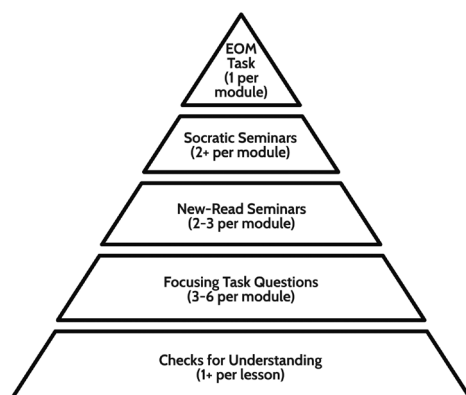 EOM
Task
(1 per
module)
Socratic Seminars
(2+ per module)
New-Read Seminars
(2-3 per module)
Focusing Task Questions
(3-6 per module)
Checks for Understanding
(1+ per lesson)